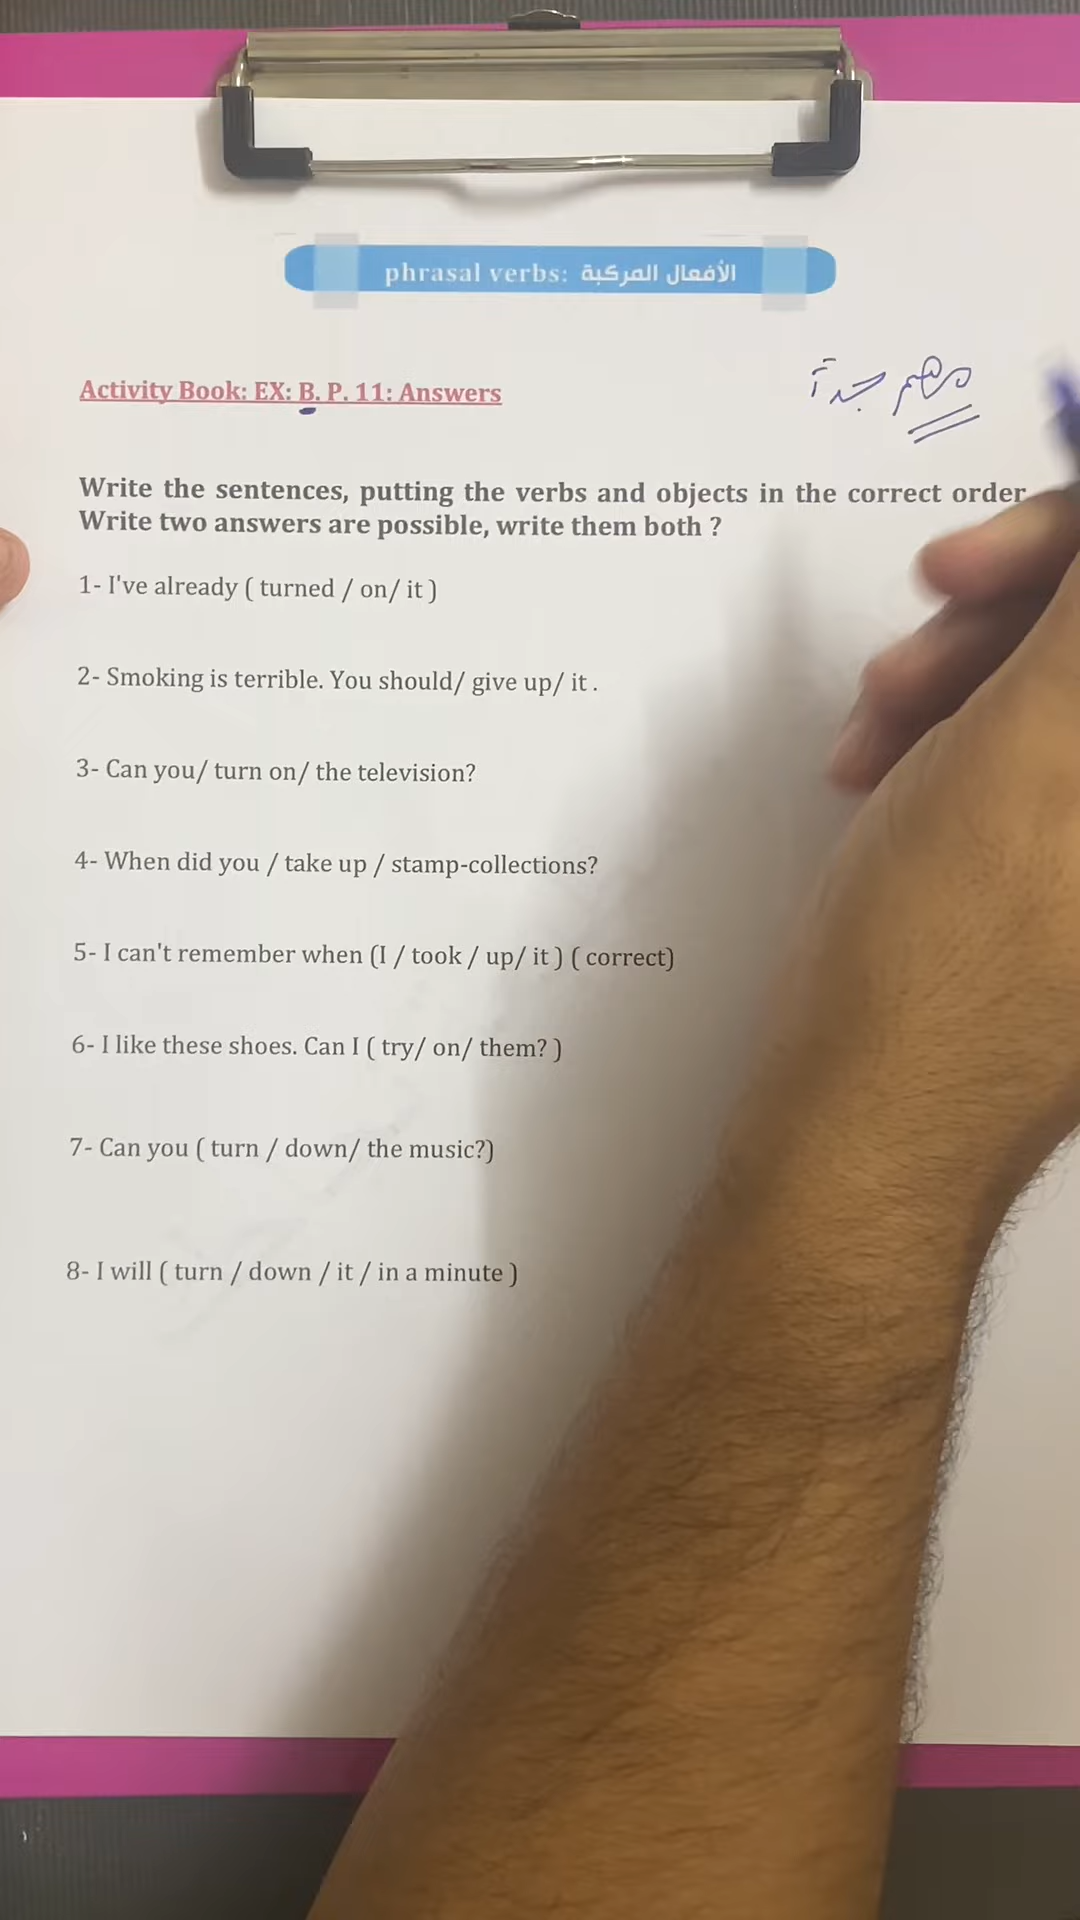 phrasal verbs: الأفعال المركبة
مهم جداً
Activity Book: EX: B. P. 11: Answers
Write the sentences, putting the verbs and objects in the correct order
Write two answers are possible, write them both ?
1- I've already ( turned / on/ it )
2- Smoking is terrible. You should/ give up/ it .
3- Can you/ turn on/ the television?
4- When did you / take up / stamp-collections?
5- I can't remember when (I / took / up/ it ) ( correct)
6- I like these shoes. Can I ( try/ on/ them? )
7- Can you ( turn / down/ the music?)
8- I will ( turn / down / it / in a minute )